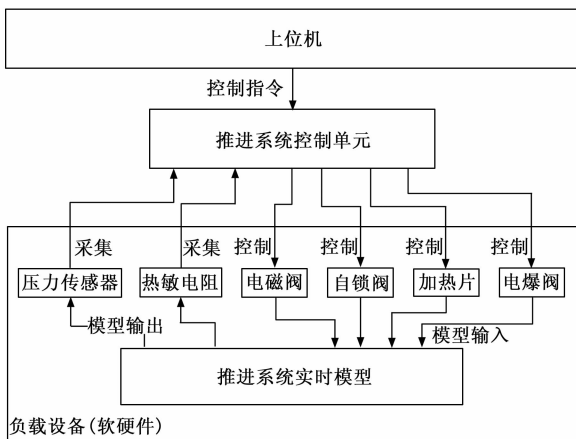 上位机
控制指令
推进系统控制单元
采集
采集
控制
控制
控制
控制
压力传感器
热敏电阻
电磁阀
自锁阀
加热片
电爆阀
模型输出
模型输入
推进系统实时模型
负载设备(软硬件)